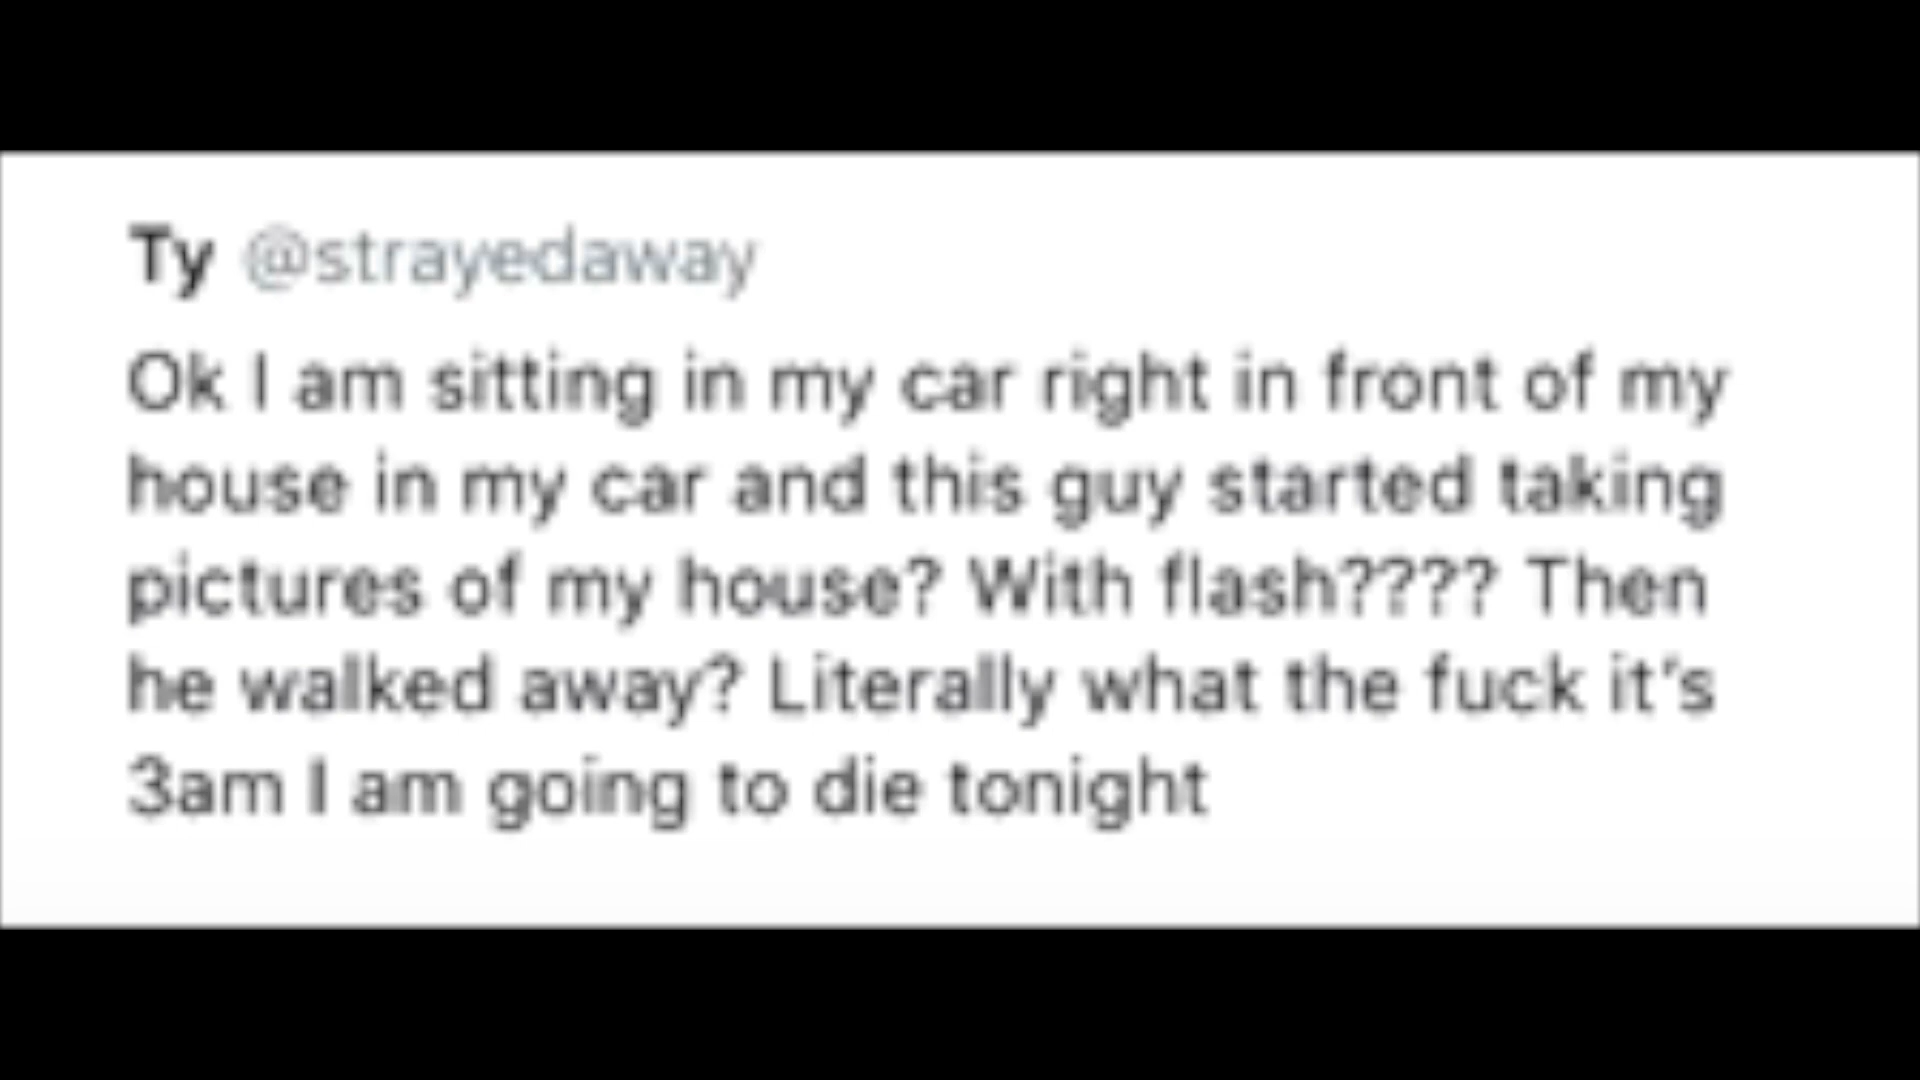 Ty @strayedaway
Ok I am sitting in my car right in front of my
house in my car and this guy started taking
pictures of my house? With flash???? Then
he walked away? Literally what the fuck it's
3am I am going to die tonight